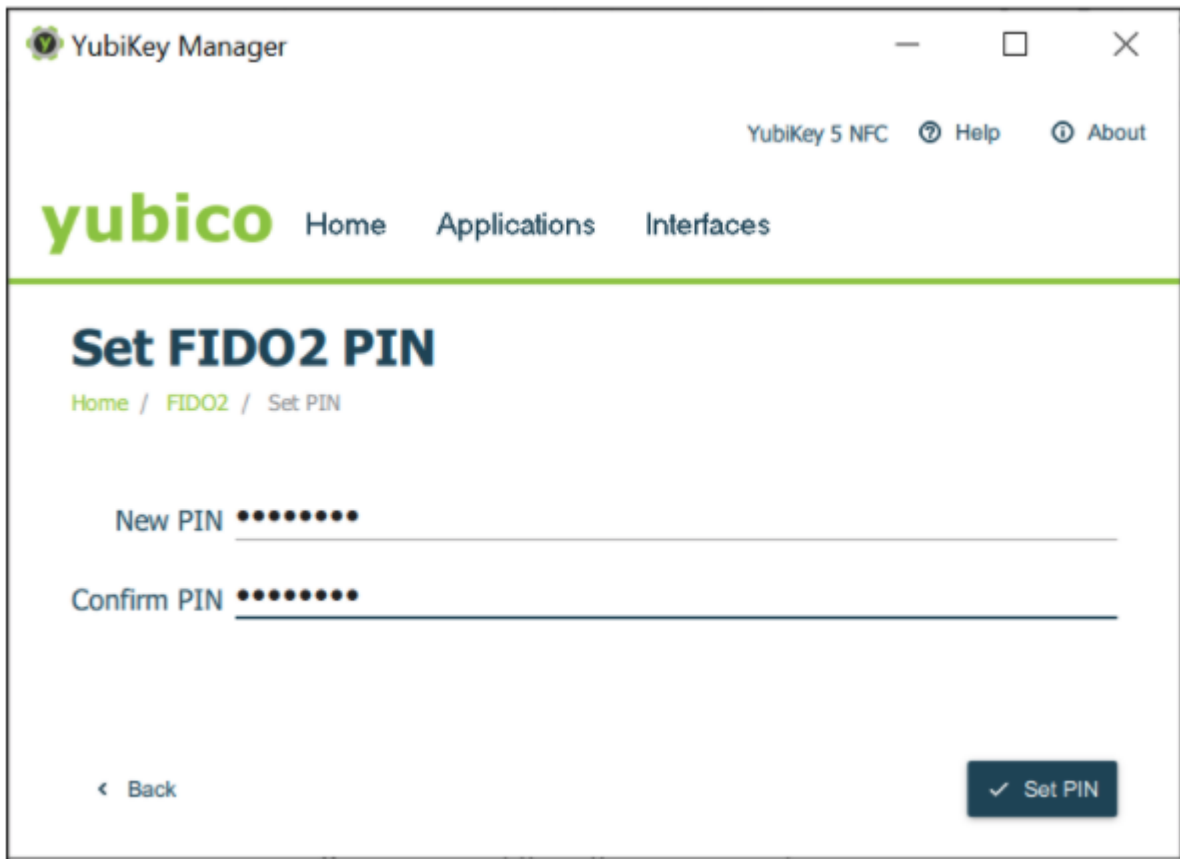 YubiKey Manager
YubiKey 5 NFC Help About
yubico Home Applications Interfaces
Set FIDO2 PIN
Home / FIDO2 / Set PIN
New PIN ••••••••
Confirm PIN ••••••••
Back Set PIN